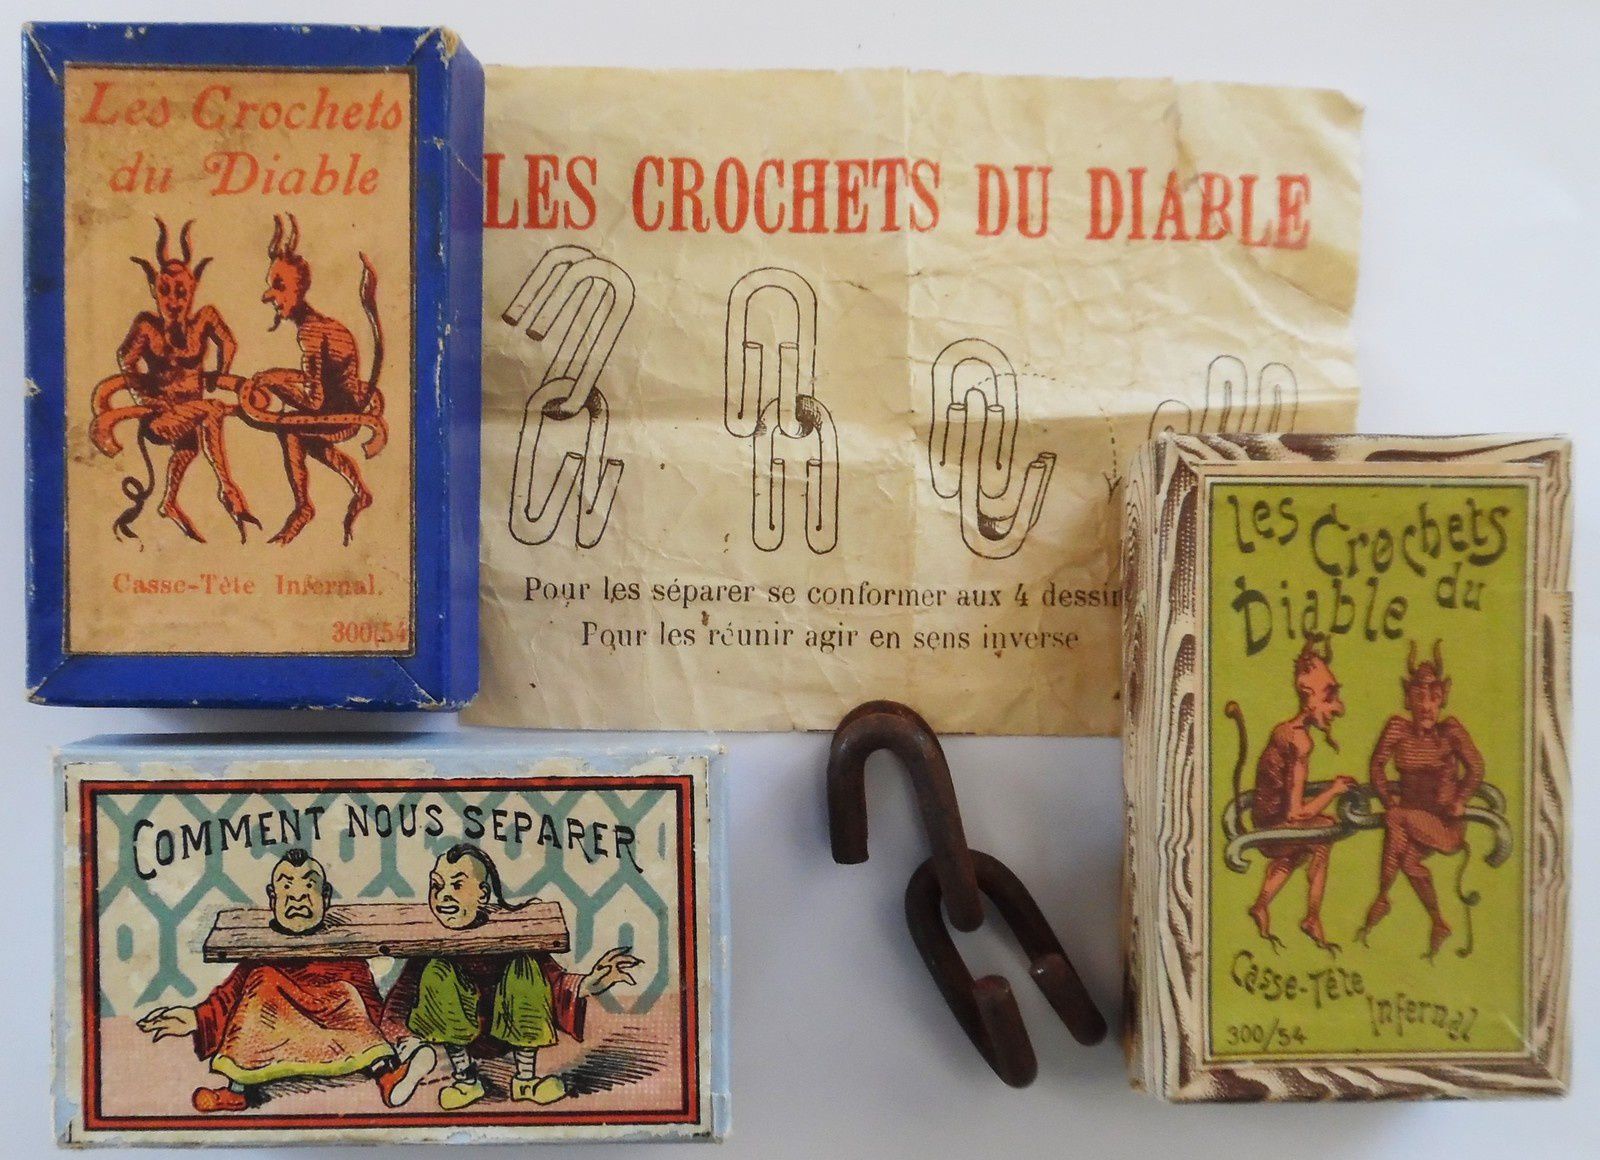 Les Crochets
du Diable
Casse-Tête Infernal.
300/54
LES CROCHETS DU DIABLE
Pour les séparer se conformer aux 4 dessin
Pour les réunir agir en sens inverse
COMMENT NOUS SEPARER
les Crochets
du
Diable
Casse-Tête
Infernal
300/54